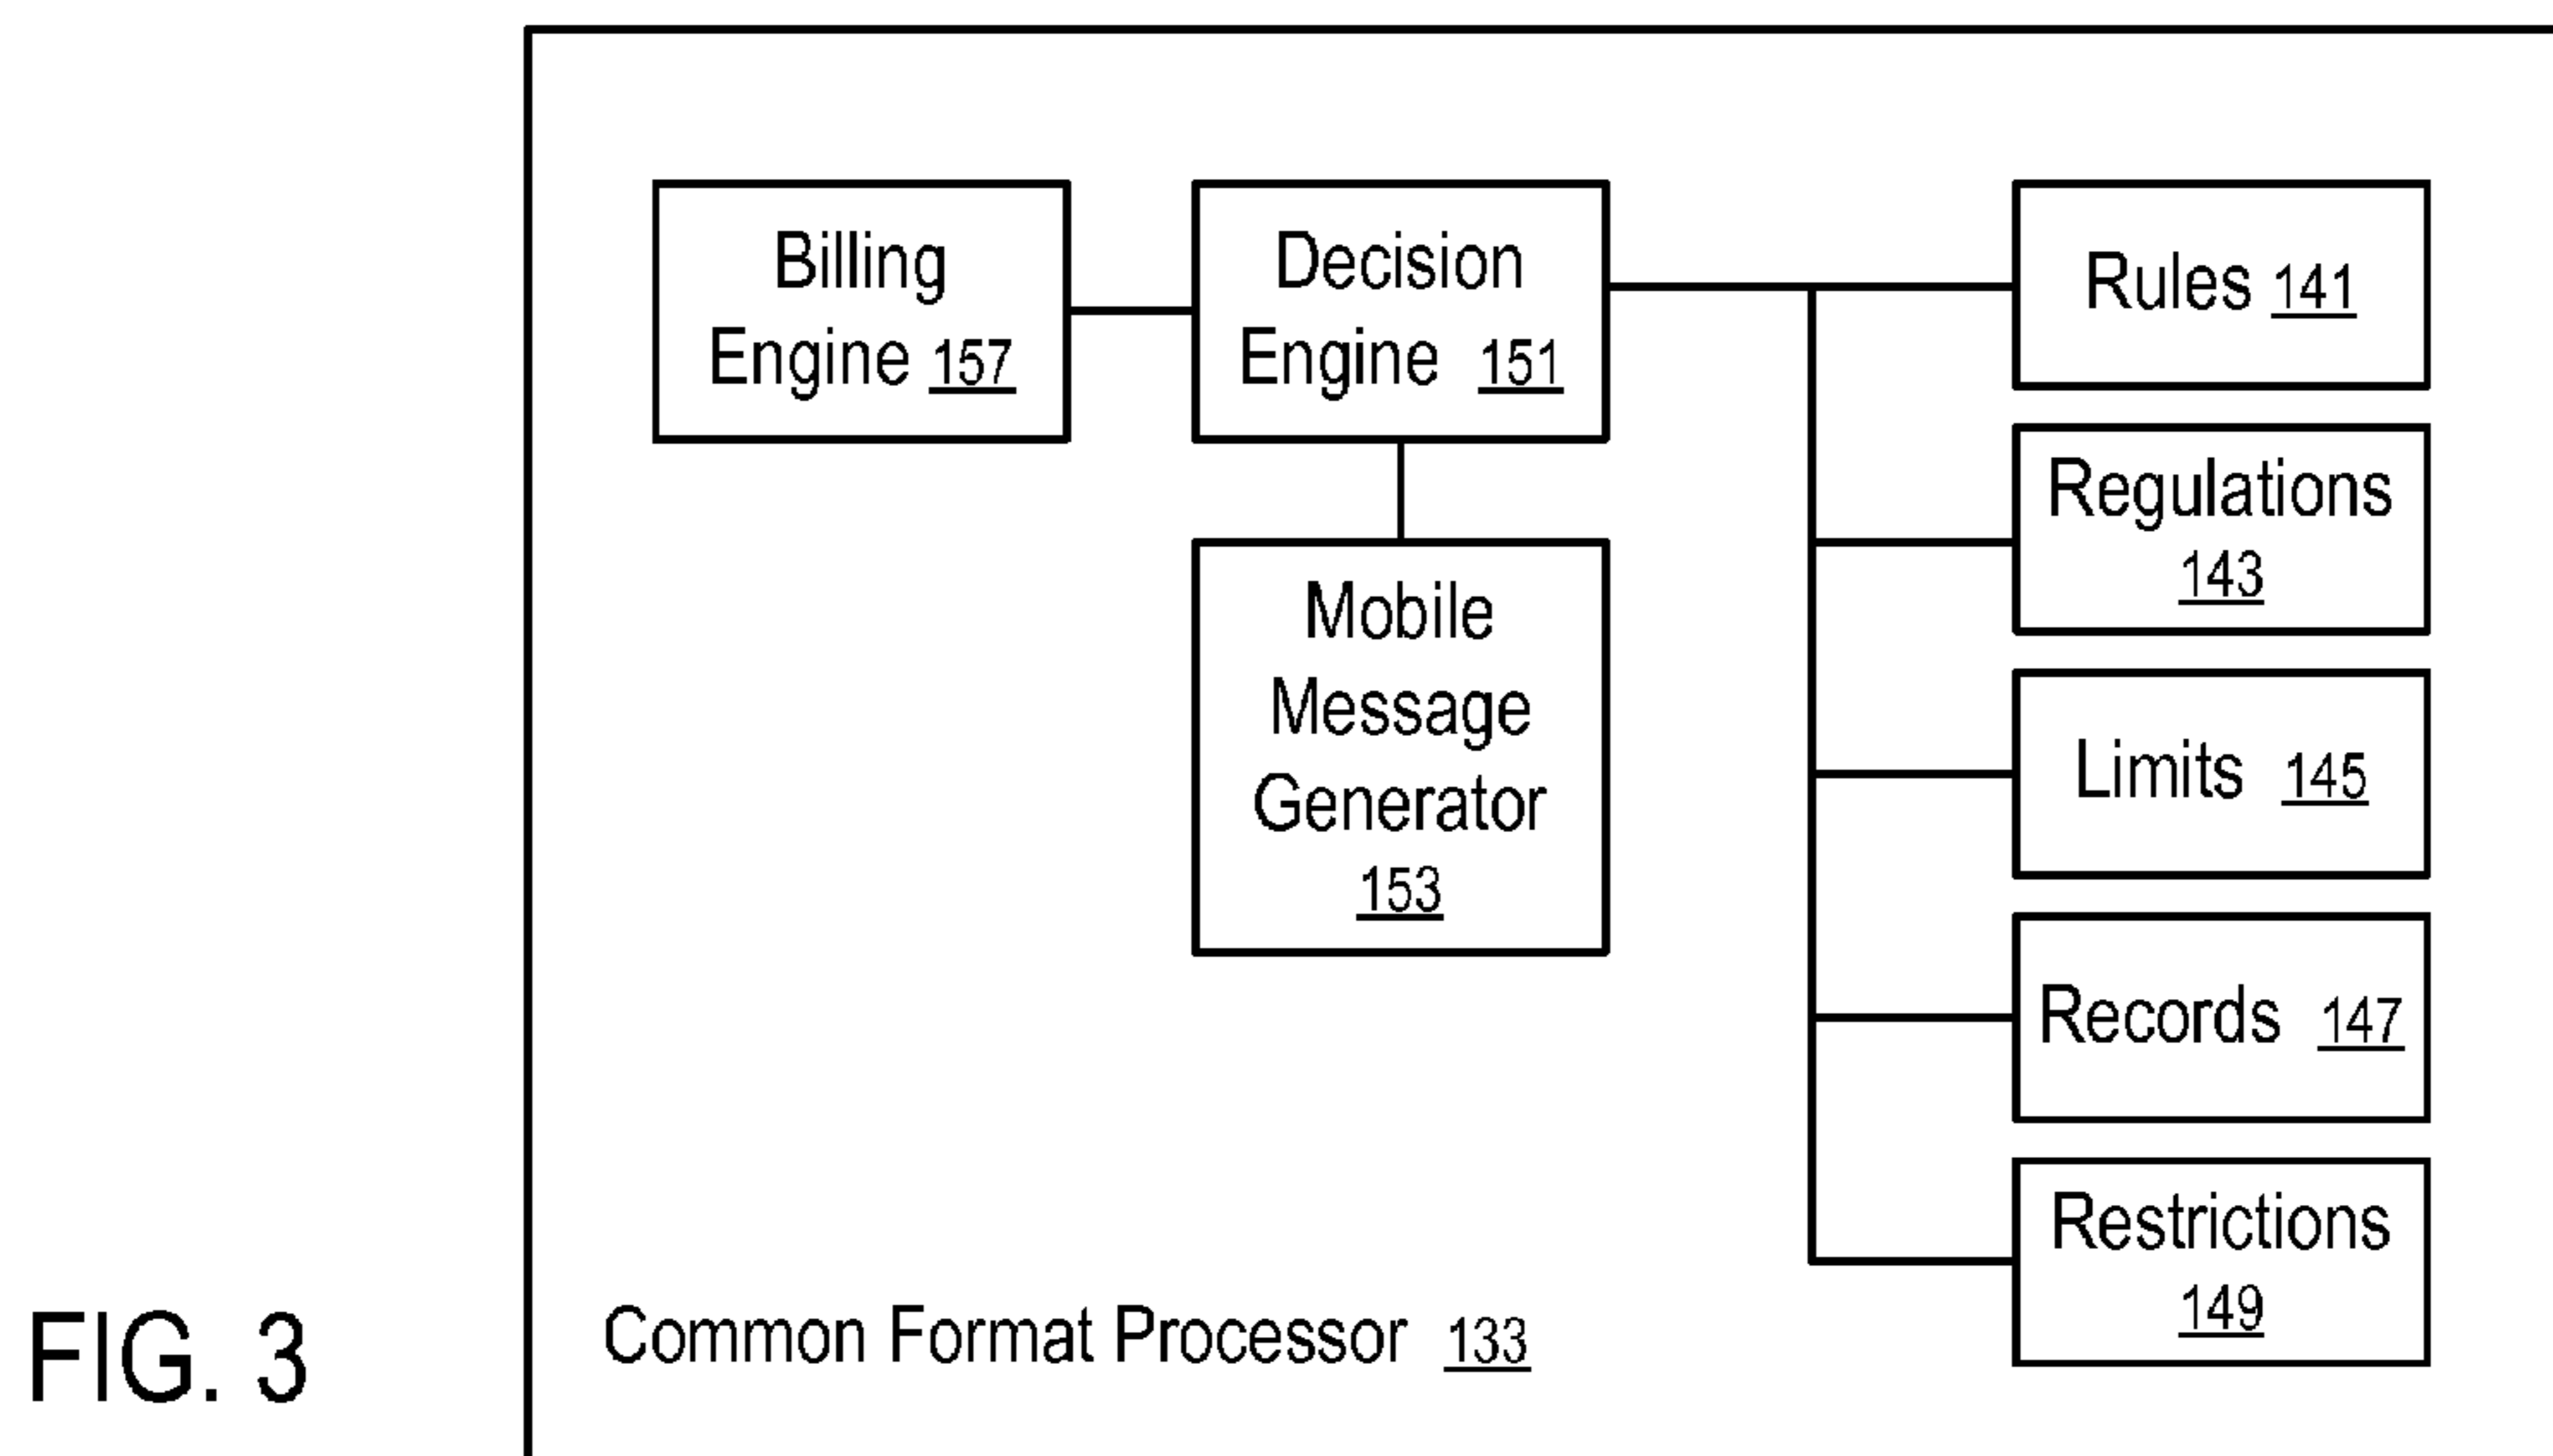 Billing
Engine 157
Decision
Engine 151
Rules 141
Regulations
143
Mobile
Message
Generator
153
Limits 145
Records 147
Restrictions
149
Common Format Processor 133
FIG. 3